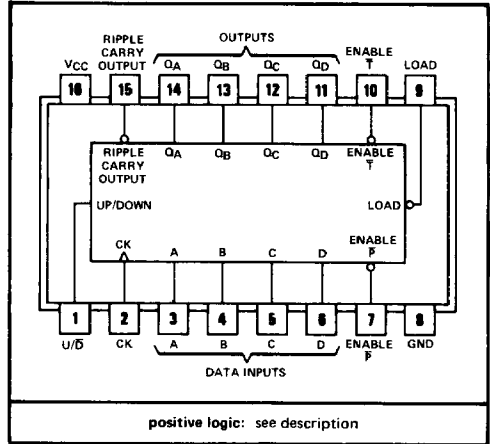 OUTPUTS
RIPPLE CARRY OUTPUT
VCC
QA QB QC QD
ENABLE T̅
LOAD
16 15 14 13 12 11 10 9
RIPPLE CARRY OUTPUT
QA QB QC QD
ENABLE T̅
UP/DOWN
LOAD
ENABLE P̅
CK A B C D
1 2 3 4 5 6 7 8
U/D̅ CK A B C D ENABLE P̅ GND
DATA INPUTS
positive logic: see description